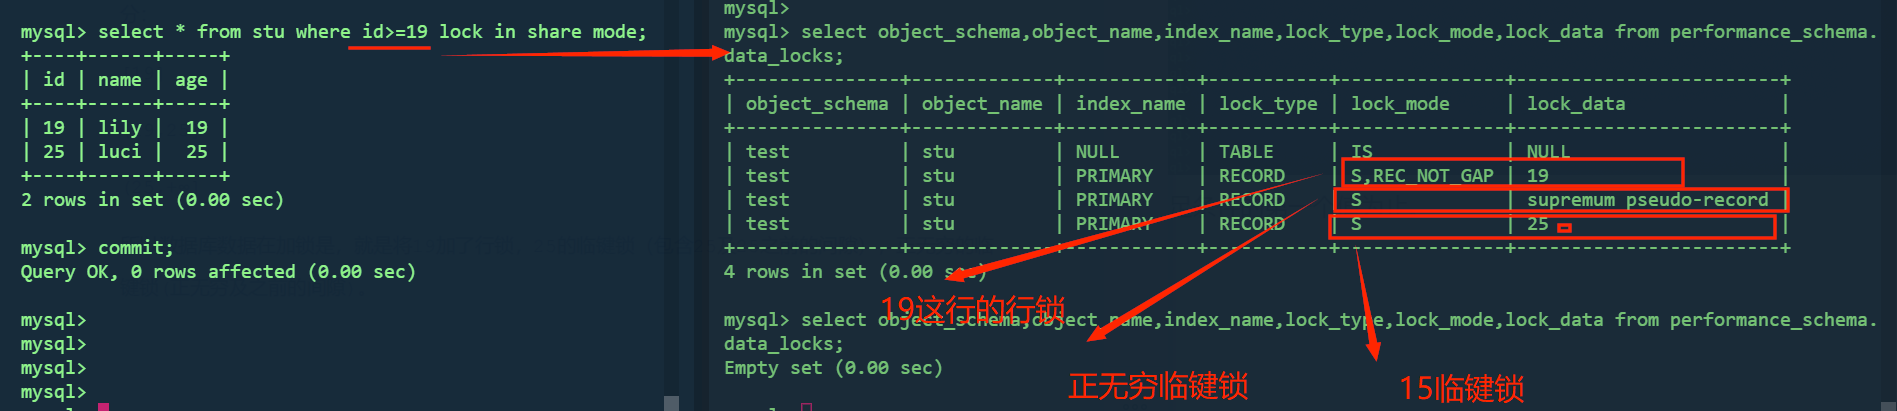 mysql> select * from stu where id>=19 lock in share mode;
+----+------+-----+
| id | name | age |
+----+------+-----+
| 19 | lily |  19 |
| 25 | luci |  25 |
+----+------+-----+
2 rows in set (0.00 sec)
mysql> commit;
Query OK, 0 rows affected (0.00 sec)
mysql>
mysql>
mysql>
mysql>
mysql>
mysql> select object_schema,object_name,index_name,lock_type,lock_mode,lock_data from performance_schema.
data_locks;
+---------------+-------------+------------+-----------+---------------+------------------------+
| object_schema | object_name | index_name | lock_type | lock_mode     | lock_data              |
+---------------+-------------+------------+-----------+---------------+------------------------+
| test          | stu         | NULL       | TABLE     | IS            | NULL                   |
| test          | stu         | PRIMARY    | RECORD    | S,REC_NOT_GAP | 19                     |
| test          | stu         | PRIMARY    | RECORD    | S             | supremum pseudo-record |
| test          | stu         | PRIMARY    | RECORD    | S             | 25                     |
+---------------+-------------+------------+-----------+---------------+------------------------+
4 rows in set (0.00 sec)
19这行的行锁
mysql> select object_schema,object_name,index_name,lock_type,lock_mode,lock_data from performance_schema.
data_locks;
Empty set (0.00 sec)
正无穷临键锁
15临键锁